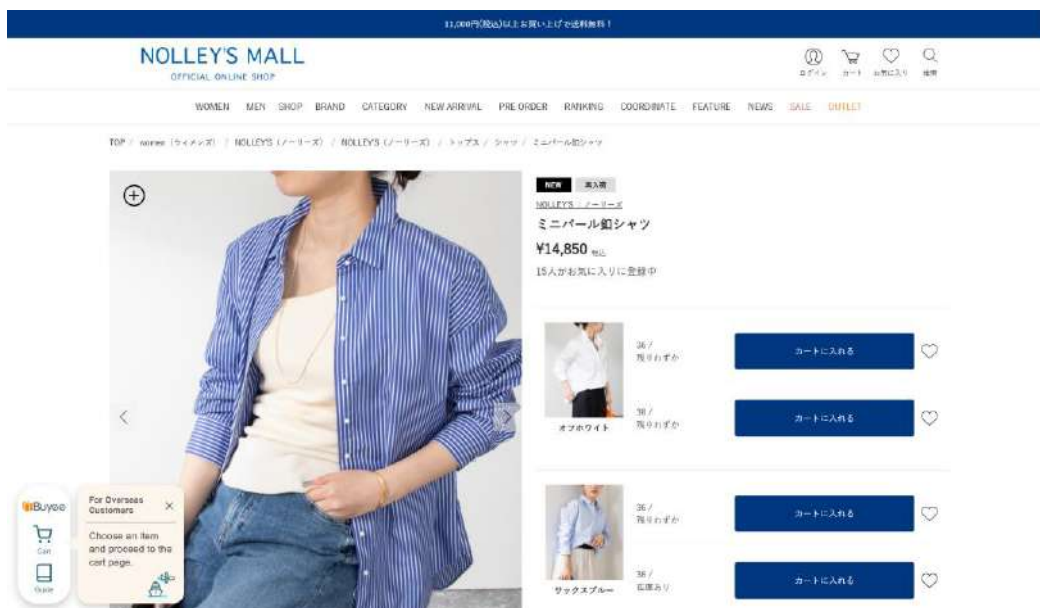 11,000円(税込)以上お買い上げで送料無料！
NOLLEY'S MALL
OFFICIAL ONLINE SHOP
ログイン カート お気に入り 検索
WOMEN MEN SHOP BRAND CATEGORY NEW ARRIVAL PRE ORDER RANKING COORDINATE FEATURE NEWS SALE OUTLET
TOP / women（ウィメンズ） / NOLLEY'S（ノーリーズ） / NOLLEY'S（ノーリーズ） / トップス / シャツ / ミニパール釦シャツ
NEW 再入荷
NOLLEY'S / ノーリーズ
ミニパール釦シャツ
¥14,850 税込
15人がお気に入りに登録中
36 /
残りわずか
カートに入れる
38 /
残りわずか
カートに入れる
オフホワイト
36 /
残りわずか
カートに入れる
38 /
在庫あり
カートに入れる
サックスブルー
Buyee
Cart
Guide
For Overseas
Customers ×
Choose an item
and proceed to the
cart page.